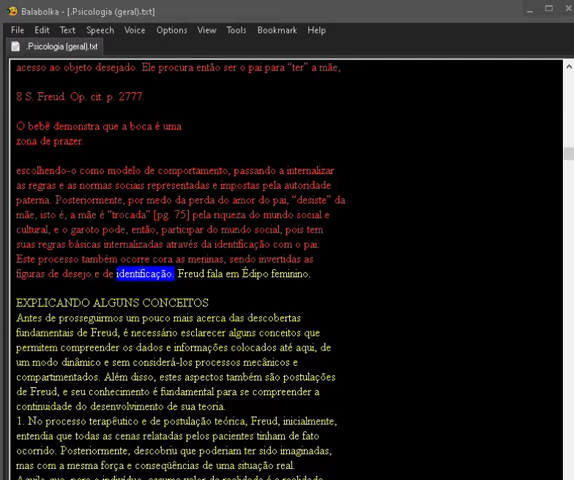 Balabolka - [.Psicologia (geral).txt]
File Edit Text Speech Voice Options View Tools Bookmark Help
.Psicologia (geral).txt
acesso ao objeto desejado. Ele procura então ser o pai para “ter” a mãe,
8 S. Freud. Op. cit. p. 2777.
O bebê demonstra que a boca é uma
zona de prazer.
escolhendo-o como modelo de comportamento, passando a internalizar
as regras e as normas sociais representadas e impostas pela autoridade
paterna. Posteriormente, por medo da perda do amor do pai, “desiste” da
mãe, isto é, a mãe é “trocada” [pg. 75] pela riqueza do mundo social e
cultural, e o garoto pode, então, participar do mundo social, pois tem
suas regras básicas internalizadas através da identificação com o pai.
Este processo também ocorre cora as meninas, sendo invertidas as
figuras de desejo e de identificação. Freud fala em Édipo feminino.
EXPLICANDO ALGUNS CONCEITOS
Antes de prosseguirmos um pouco mais acerca das descobertas
fundamentais de Freud, é necessário esclarecer alguns conceitos que
permitem compreender os dados e informações colocados até aqui, de
um modo dinâmico e sem considerá-los processos mecânicos e
compartimentados. Além disso, estes aspectos também são postulações
de Freud, e seu conhecimento é fundamental para se compreender a
continuidade do desenvolvimento de sua teoria.
1. No processo terapêutico e de postulação teórica, Freud, inicialmente,
entendia que todas as cenas relatadas pelos pacientes tinham de fato
ocorrido. Posteriormente, descobriu que poderiam ter sido imaginadas,
mas com a mesma força e conseqüências de uma situação real.
Aquilo que, para o indivíduo, assume valor de realidade é a realidade